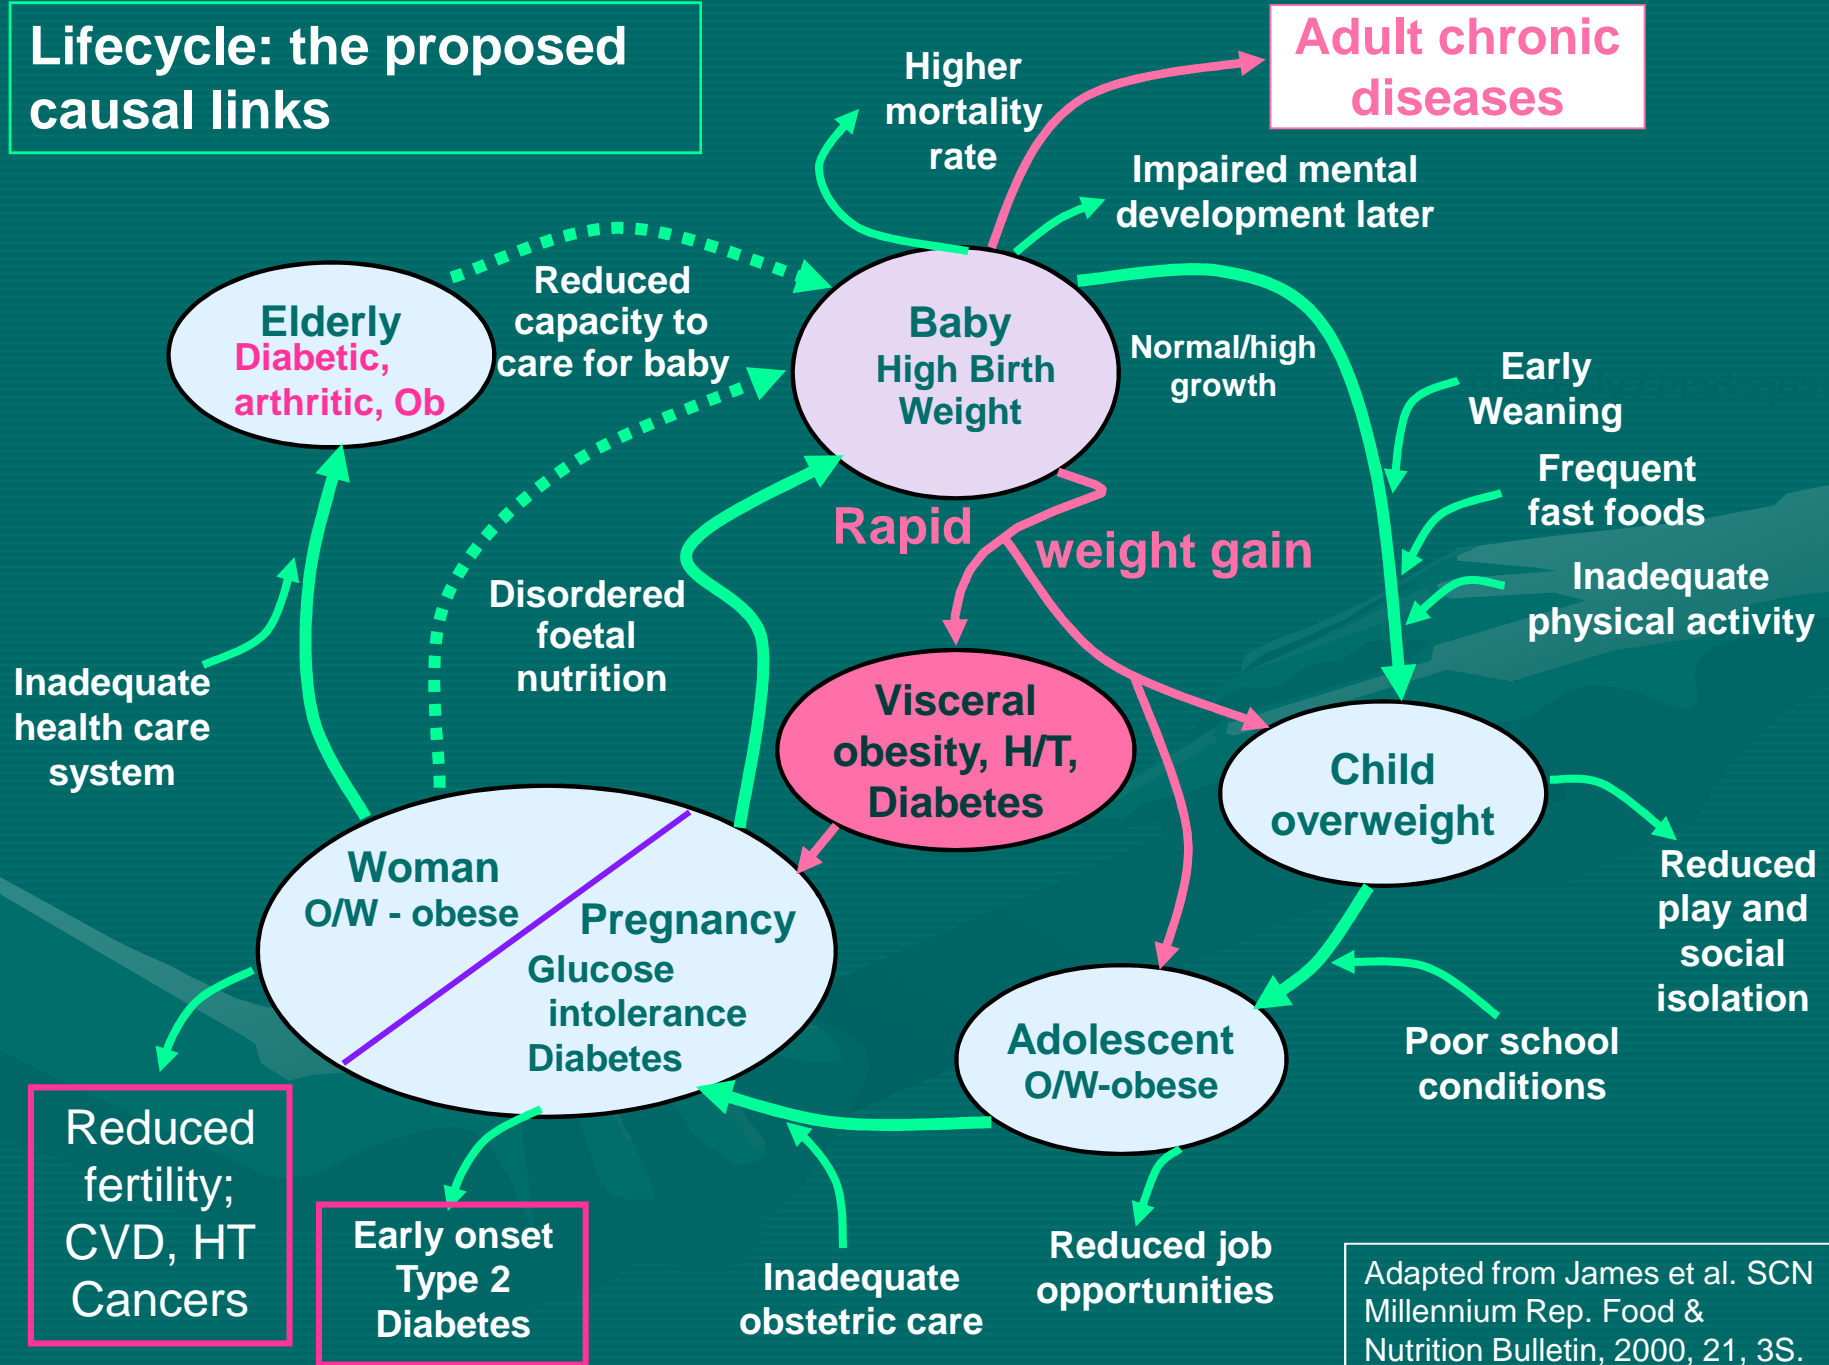 Lifecycle: the proposed
causal links
Higher
mortality
rate
Adult chronic
diseases
Impaired mental
development later
Elderly
Diabetic,
arthritic, Ob
Reduced
capacity to
care for baby
Baby
High Birth
Weight
Normal/high
growth
Early
Weaning
Frequent
fast foods
Inadequate
physical activity
Rapid
weight gain
Disordered
foetal
nutrition
Inadequate
health care
system
Visceral
obesity, H/T,
Diabetes
Child
overweight
Reduced
play and
social
isolation
Woman
O/W - obese
Pregnancy
Glucose
intolerance
Diabetes
Adolescent
O/W-obese
Poor school
conditions
Reduced
fertility;
CVD, HT
Cancers
Early onset
Type 2
Diabetes
Inadequate
obstetric care
Reduced job
opportunities
Adapted from James et al. SCN
Millennium Rep. Food &
Nutrition Bulletin, 2000, 21, 3S.